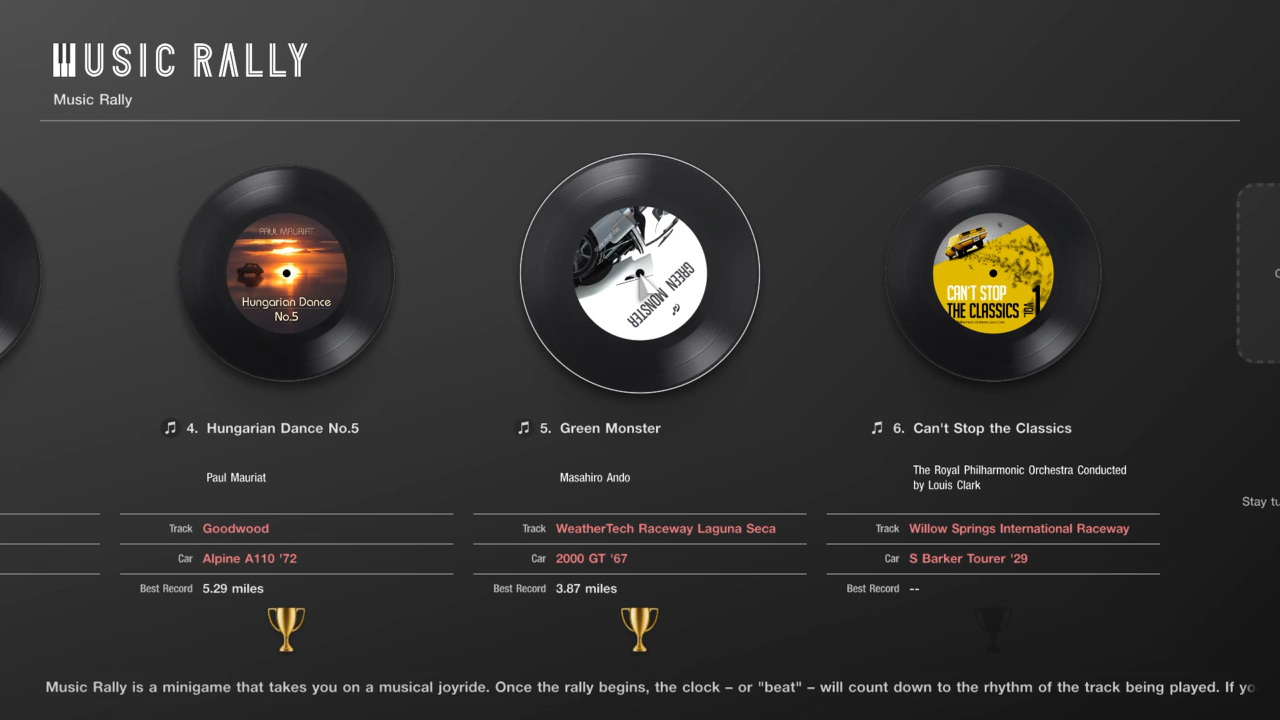 MUSIC RALLY
Music Rally
PAUL MAURIAT
Hungarian Dance
No.5
GREEN MONSTER
CAN'T STOP
THE CLASSICS
VOL. 1
4. Hungarian Dance No.5
5. Green Monster
6. Can't Stop the Classics
Paul Mauriat
Masahiro Ando
The Royal Philharmonic Orchestra Conducted
by Louis Clark
Stay tu
Track Goodwood
Track WeatherTech Raceway Laguna Seca
Track Willow Springs International Raceway
Car Alpine A110 '72
Car 2000 GT '67
Car S Barker Tourer '29
Best Record 5.29 miles
Best Record 3.87 miles
Best Record --
Music Rally is a minigame that takes you on a musical joyride. Once the rally begins, the clock – or "beat" – will count down to the rhythm of the track being played. If yo